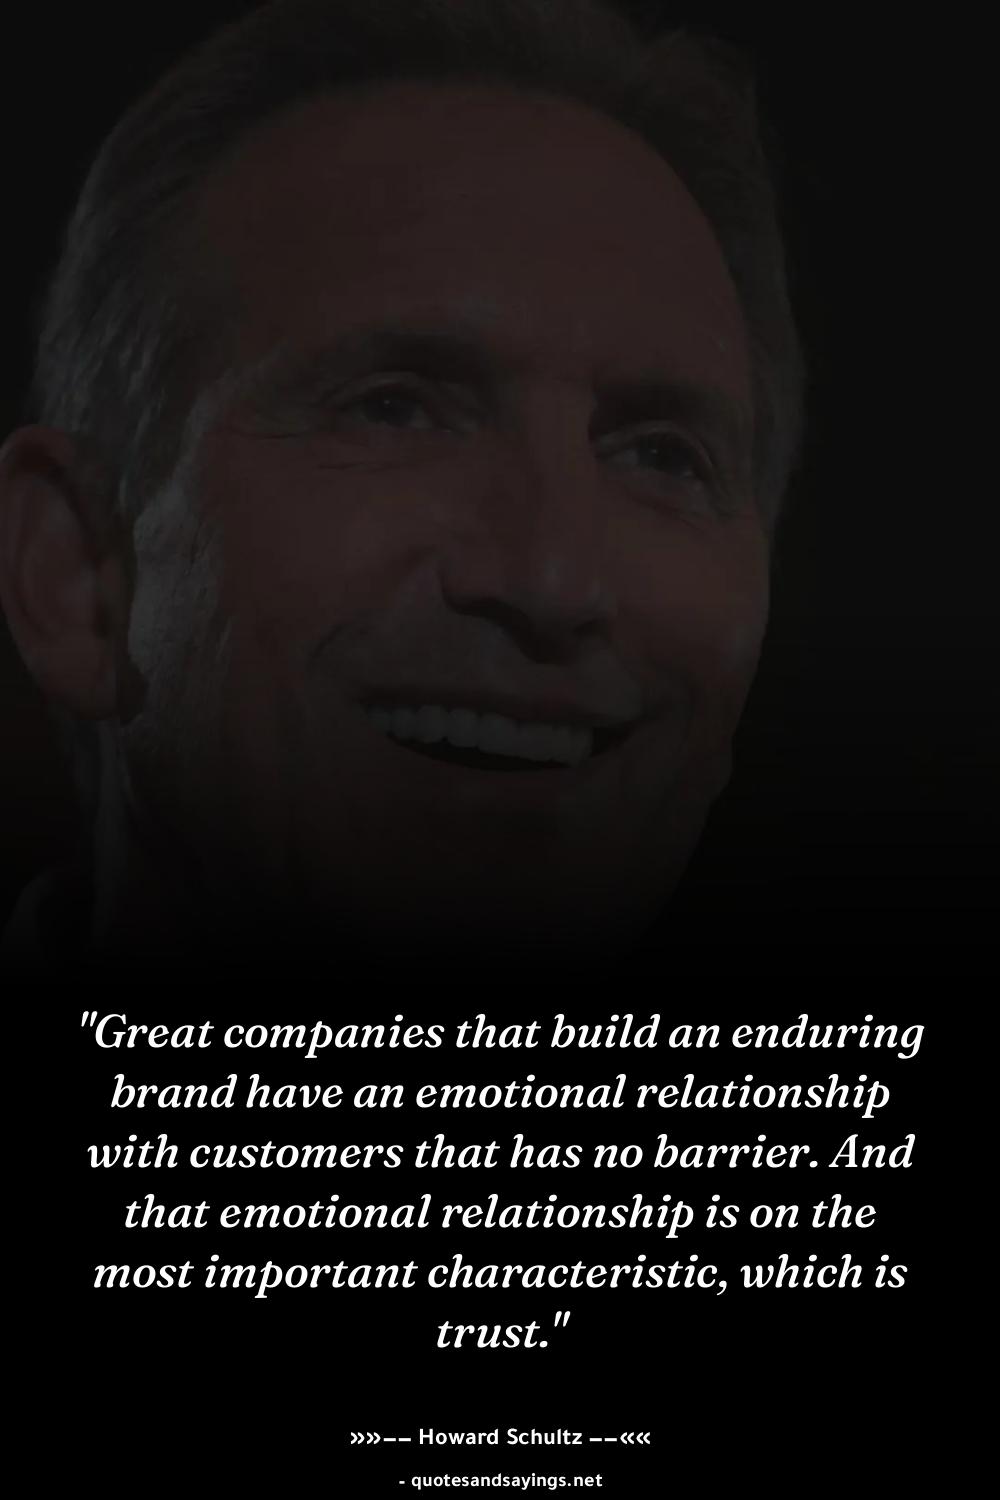 "Great companies that build an enduring
brand have an emotional relationship
with customers that has no barrier. And
that emotional relationship is on the
most important characteristic, which is
trust."
»»–– Howard Schultz ––««
- quotesandsayings.net